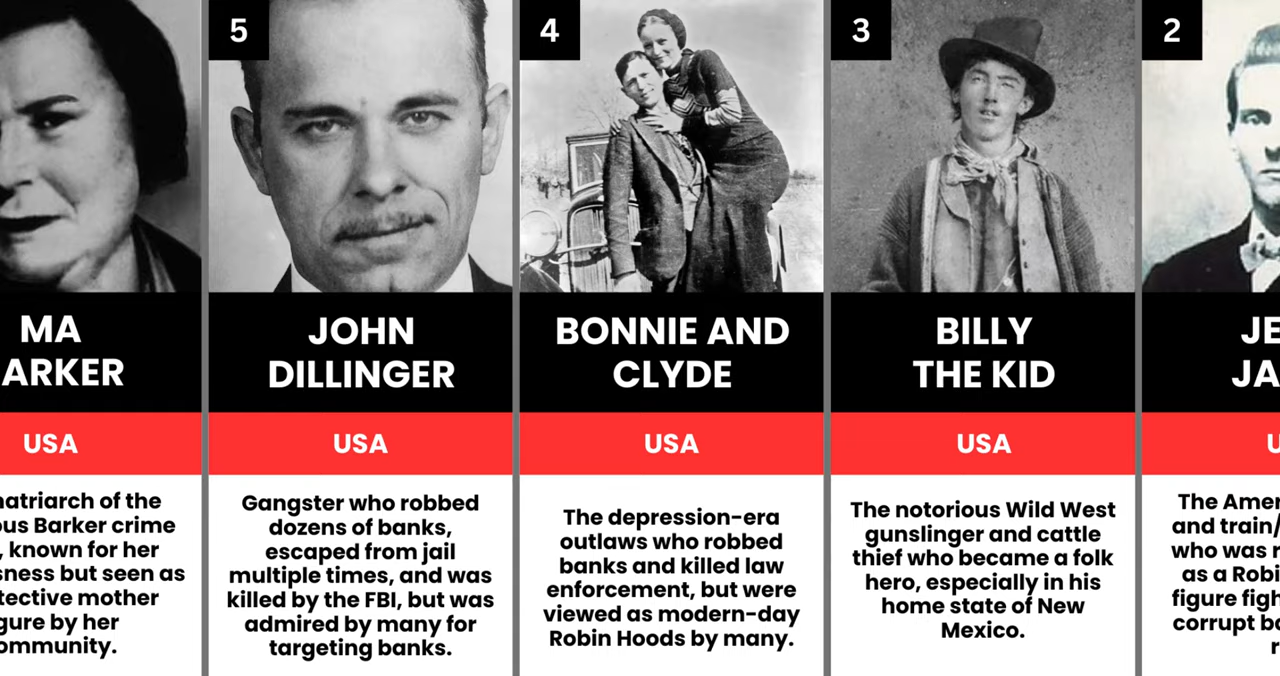 MA
ARKER
USA
atriarch of the
ous Barker crime
, known for her
sness but seen as
tective mother
gure by her
ommunity.
5
JOHN
DILLINGER
USA
Gangster who robbed
dozens of banks,
escaped from jail
multiple times, and was
killed by the FBI, but was
admired by many for
targeting banks.
4
BONNIE AND
CLYDE
USA
The depression-era
outlaws who robbed
banks and killed law
enforcement, but were
viewed as modern-day
Robin Hoods by many.
3
BILLY
THE KID
USA
The notorious Wild West
gunslinger and cattle
thief who became a folk
hero, especially in his
home state of New
Mexico.
2
JE
JA
U
The Amer
and train/
who was r
as a Robi
figure figh
corrupt ba
r